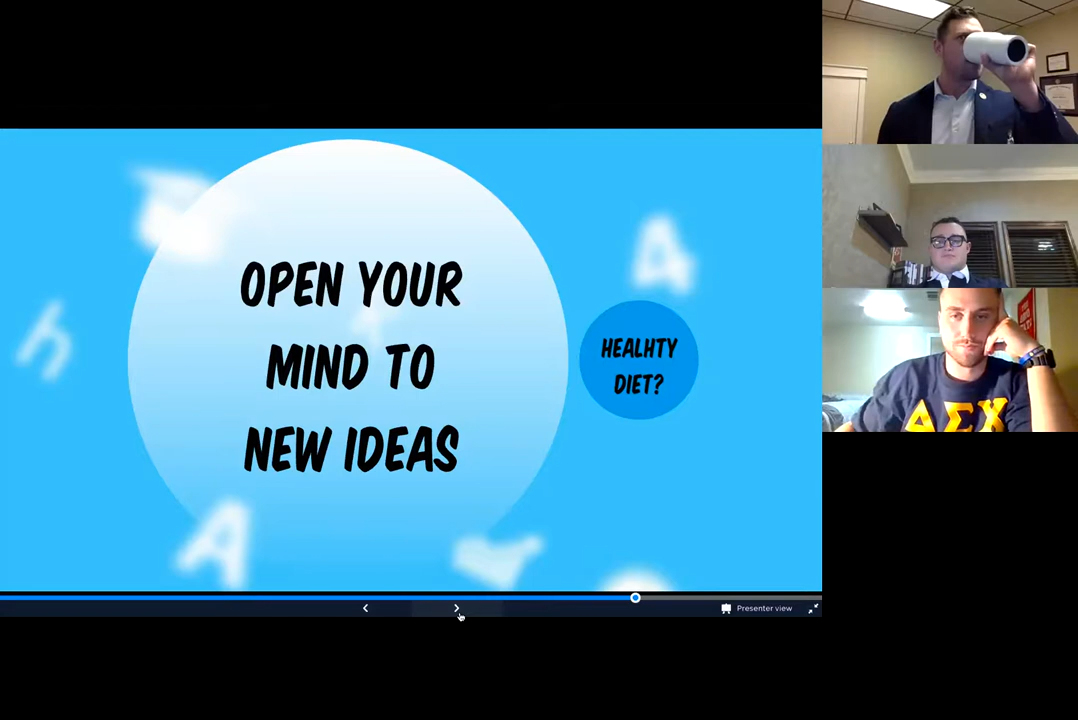 OPEN YOUR
MIND TO
NEW IDEAS
HEALHTY
DIET?
h
A
A
Presenter view
ΔΣΧ